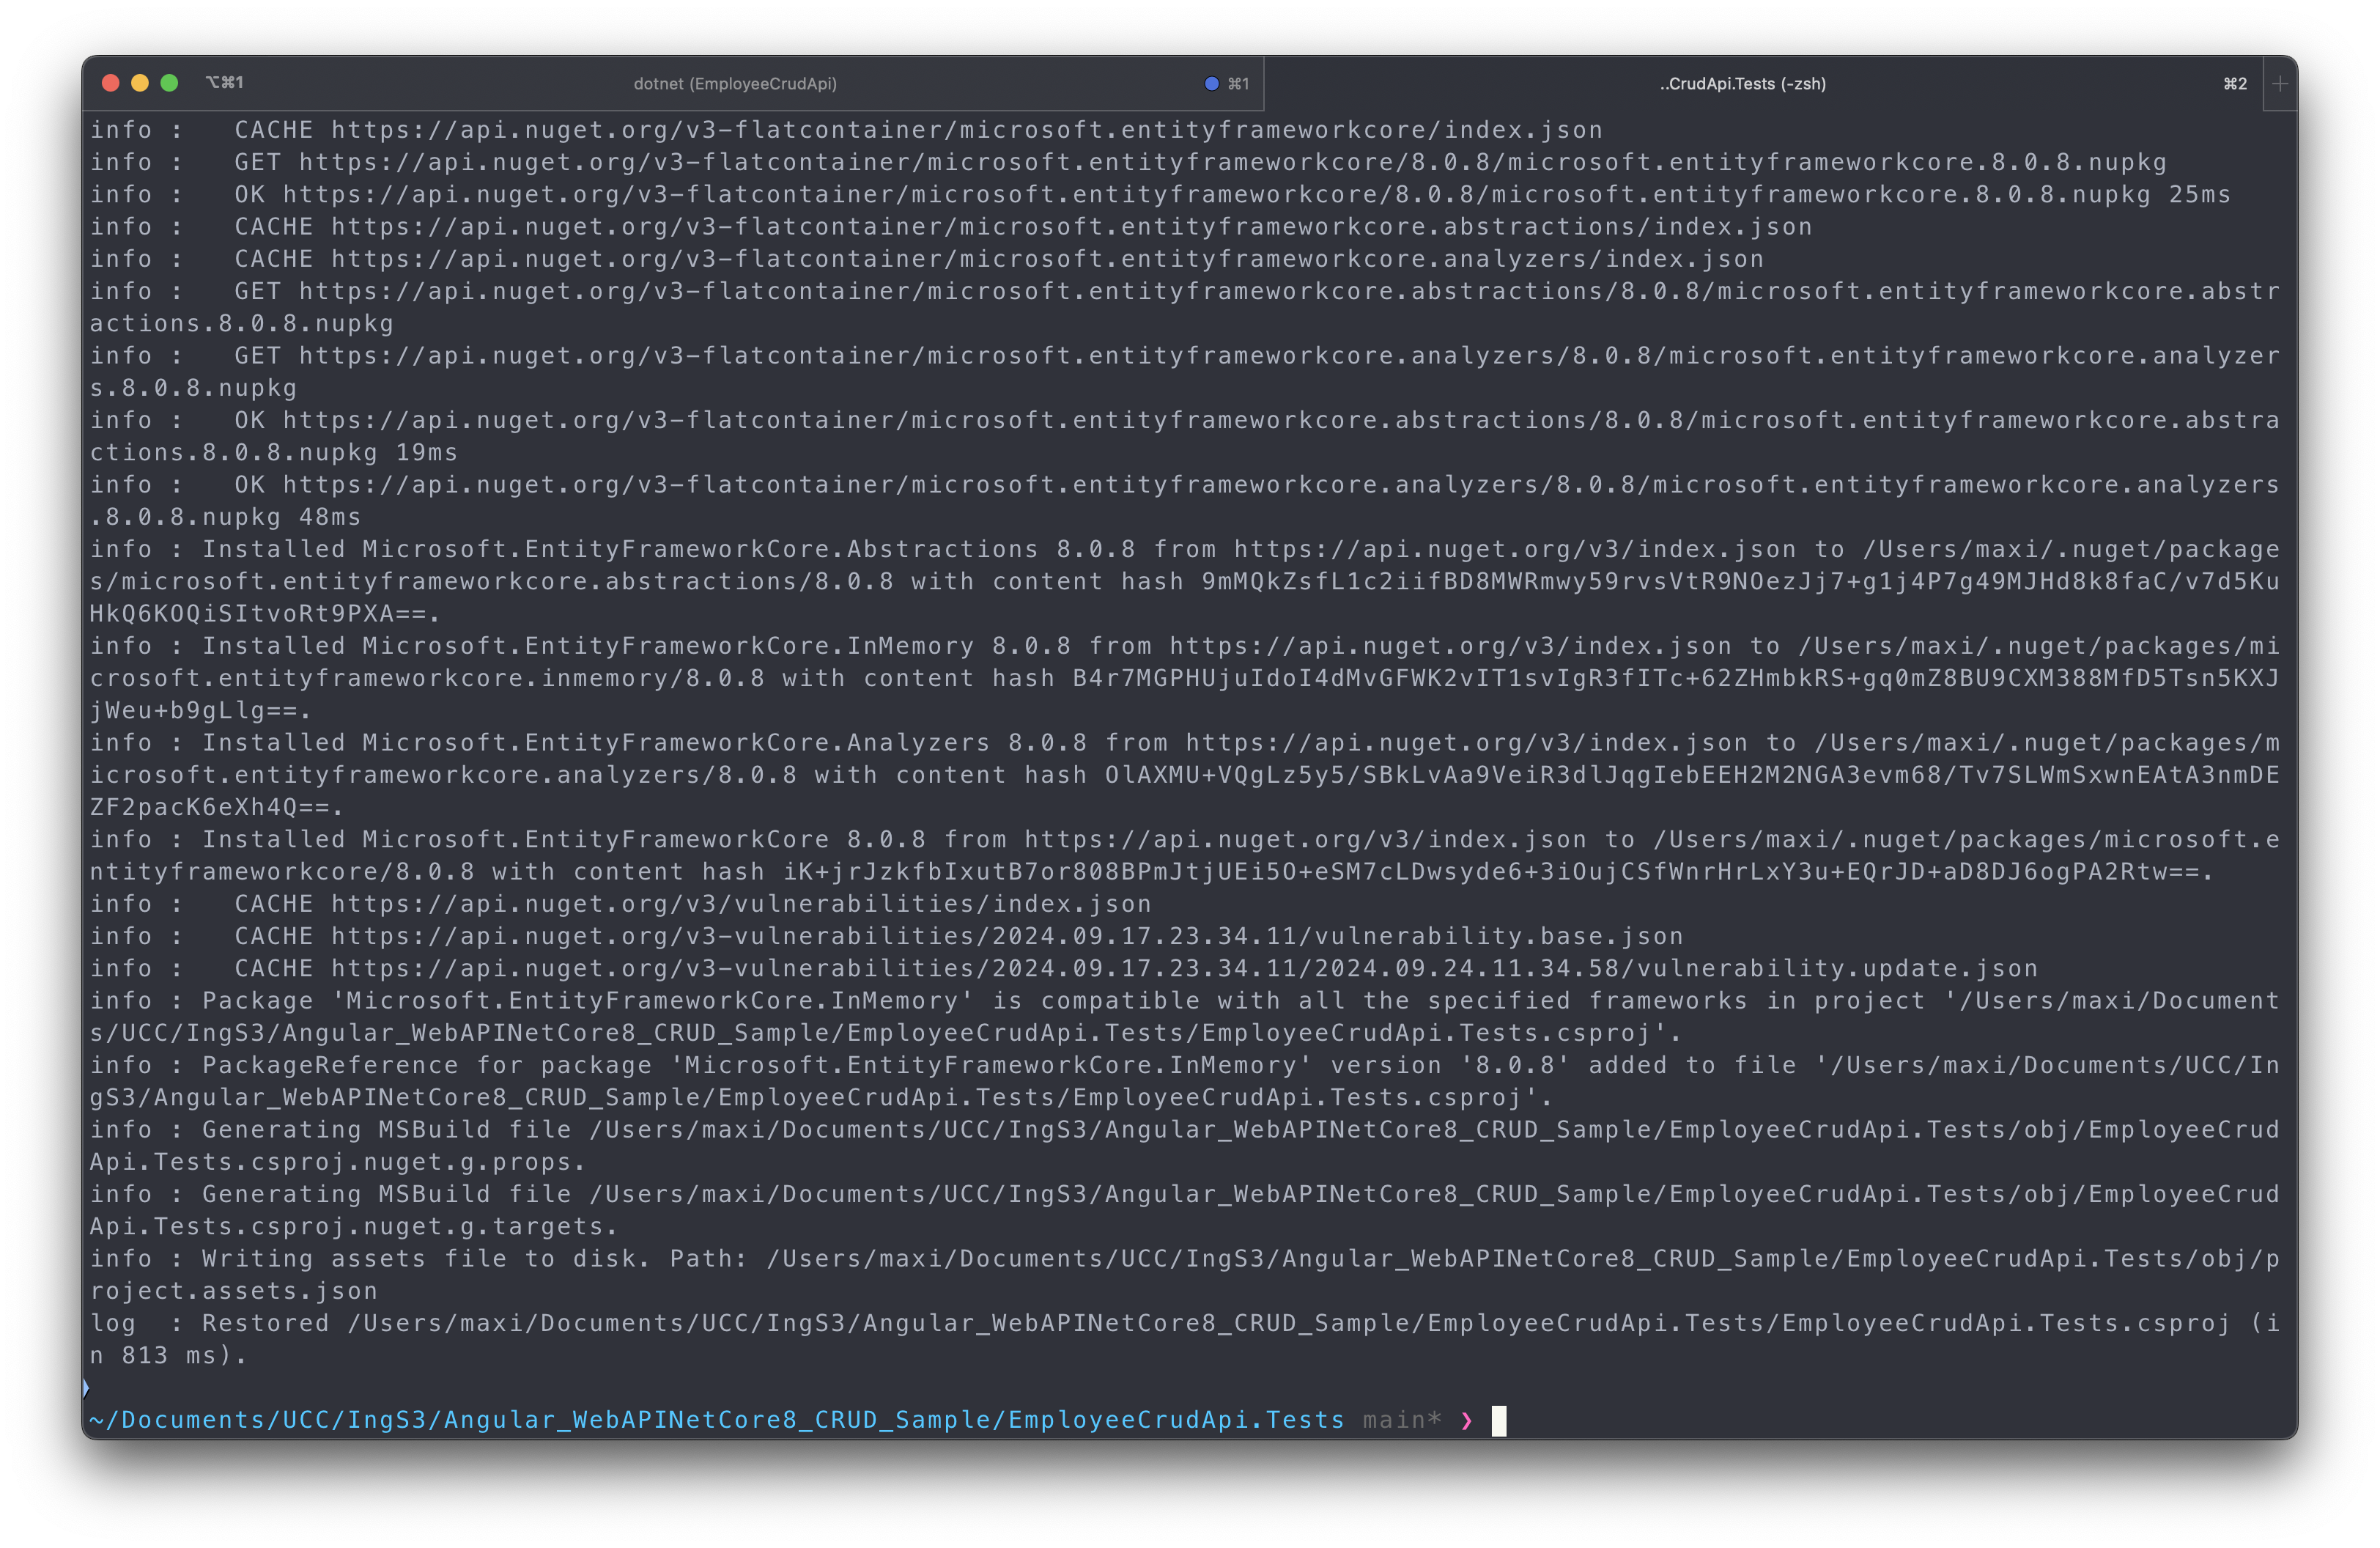 ⌥⌘1 dotnet (EmployeeCrudApi) ⌘1 ..CrudApi.Tests (-zsh) ⌘2 +
info :   CACHE https://api.nuget.org/v3-flatcontainer/microsoft.entityframeworkcore/index.json
info :   GET https://api.nuget.org/v3-flatcontainer/microsoft.entityframeworkcore/8.0.8/microsoft.entityframeworkcore.8.0.8.nupkg
info :   OK https://api.nuget.org/v3-flatcontainer/microsoft.entityframeworkcore/8.0.8/microsoft.entityframeworkcore.8.0.8.nupkg 25ms
info :   CACHE https://api.nuget.org/v3-flatcontainer/microsoft.entityframeworkcore.abstractions/index.json
info :   CACHE https://api.nuget.org/v3-flatcontainer/microsoft.entityframeworkcore.analyzers/index.json
info :   GET https://api.nuget.org/v3-flatcontainer/microsoft.entityframeworkcore.abstractions/8.0.8/microsoft.entityframeworkcore.abstr
actions.8.0.8.nupkg
info :   GET https://api.nuget.org/v3-flatcontainer/microsoft.entityframeworkcore.analyzers/8.0.8/microsoft.entityframeworkcore.analyzer
s.8.0.8.nupkg
info :   OK https://api.nuget.org/v3-flatcontainer/microsoft.entityframeworkcore.abstractions/8.0.8/microsoft.entityframeworkcore.abstra
ctions.8.0.8.nupkg 19ms
info :   OK https://api.nuget.org/v3-flatcontainer/microsoft.entityframeworkcore.analyzers/8.0.8/microsoft.entityframeworkcore.analyzers
.8.0.8.nupkg 48ms
info : Installed Microsoft.EntityFrameworkCore.Abstractions 8.0.8 from https://api.nuget.org/v3/index.json to /Users/maxi/.nuget/package
s/microsoft.entityframeworkcore.abstractions/8.0.8 with content hash 9mMQkZsfL1c2iifBD8MWRmwy59rvsVtR9NOezJj7+g1j4P7g49MJHd8k8faC/v7d5Ku
HkQ6KOQiSItvoRt9PXA==.
info : Installed Microsoft.EntityFrameworkCore.InMemory 8.0.8 from https://api.nuget.org/v3/index.json to /Users/maxi/.nuget/packages/mi
crosoft.entityframeworkcore.inmemory/8.0.8 with content hash B4r7MGPHUjuIdoI4dMvGFWK2vIT1svIgR3fITc+62ZHmbkRS+gq0mZ8BU9CXM388MfD5Tsn5KXJ
jWeu+b9gLlg==.
info : Installed Microsoft.EntityFrameworkCore.Analyzers 8.0.8 from https://api.nuget.org/v3/index.json to /Users/maxi/.nuget/packages/m
icrosoft.entityframeworkcore.analyzers/8.0.8 with content hash OlAXMU+VQgLz5y5/SBkLvAa9VeiR3dlJqgIebEEH2M2NGA3evm68/Tv7SLWmSxwnEAtA3nmDE
ZF2pacK6eXh4Q==.
info : Installed Microsoft.EntityFrameworkCore 8.0.8 from https://api.nuget.org/v3/index.json to /Users/maxi/.nuget/packages/microsoft.e
ntityframeworkcore/8.0.8 with content hash iK+jrJzkfbIxutB7or808BPmJtjUEi5O+eSM7cLDwsyde6+3iOujCSfWnrHrLxY3u+EQrJD+aD8DJ6ogPA2Rtw==.
info :   CACHE https://api.nuget.org/v3/vulnerabilities/index.json
info :   CACHE https://api.nuget.org/v3-vulnerabilities/2024.09.17.23.34.11/vulnerability.base.json
info :   CACHE https://api.nuget.org/v3-vulnerabilities/2024.09.17.23.34.11/2024.09.24.11.34.58/vulnerability.update.json
info : Package 'Microsoft.EntityFrameworkCore.InMemory' is compatible with all the specified frameworks in project '/Users/maxi/Document
s/UCC/IngS3/Angular_WebAPINetCore8_CRUD_Sample/EmployeeCrudApi.Tests/EmployeeCrudApi.Tests.csproj'.
info : PackageReference for package 'Microsoft.EntityFrameworkCore.InMemory' version '8.0.8' added to file '/Users/maxi/Documents/UCC/In
gS3/Angular_WebAPINetCore8_CRUD_Sample/EmployeeCrudApi.Tests/EmployeeCrudApi.Tests.csproj'.
info : Generating MSBuild file /Users/maxi/Documents/UCC/IngS3/Angular_WebAPINetCore8_CRUD_Sample/EmployeeCrudApi.Tests/obj/EmployeeCrud
Api.Tests.csproj.nuget.g.props.
info : Generating MSBuild file /Users/maxi/Documents/UCC/IngS3/Angular_WebAPINetCore8_CRUD_Sample/EmployeeCrudApi.Tests/obj/EmployeeCrud
Api.Tests.csproj.nuget.g.targets.
info : Writing assets file to disk. Path: /Users/maxi/Documents/UCC/IngS3/Angular_WebAPINetCore8_CRUD_Sample/EmployeeCrudApi.Tests/obj/p
roject.assets.json
log  : Restored /Users/maxi/Documents/UCC/IngS3/Angular_WebAPINetCore8_CRUD_Sample/EmployeeCrudApi.Tests/EmployeeCrudApi.Tests.csproj (i
n 813 ms).
~/Documents/UCC/IngS3/Angular_WebAPINetCore8_CRUD_Sample/EmployeeCrudApi.Tests main* ❯